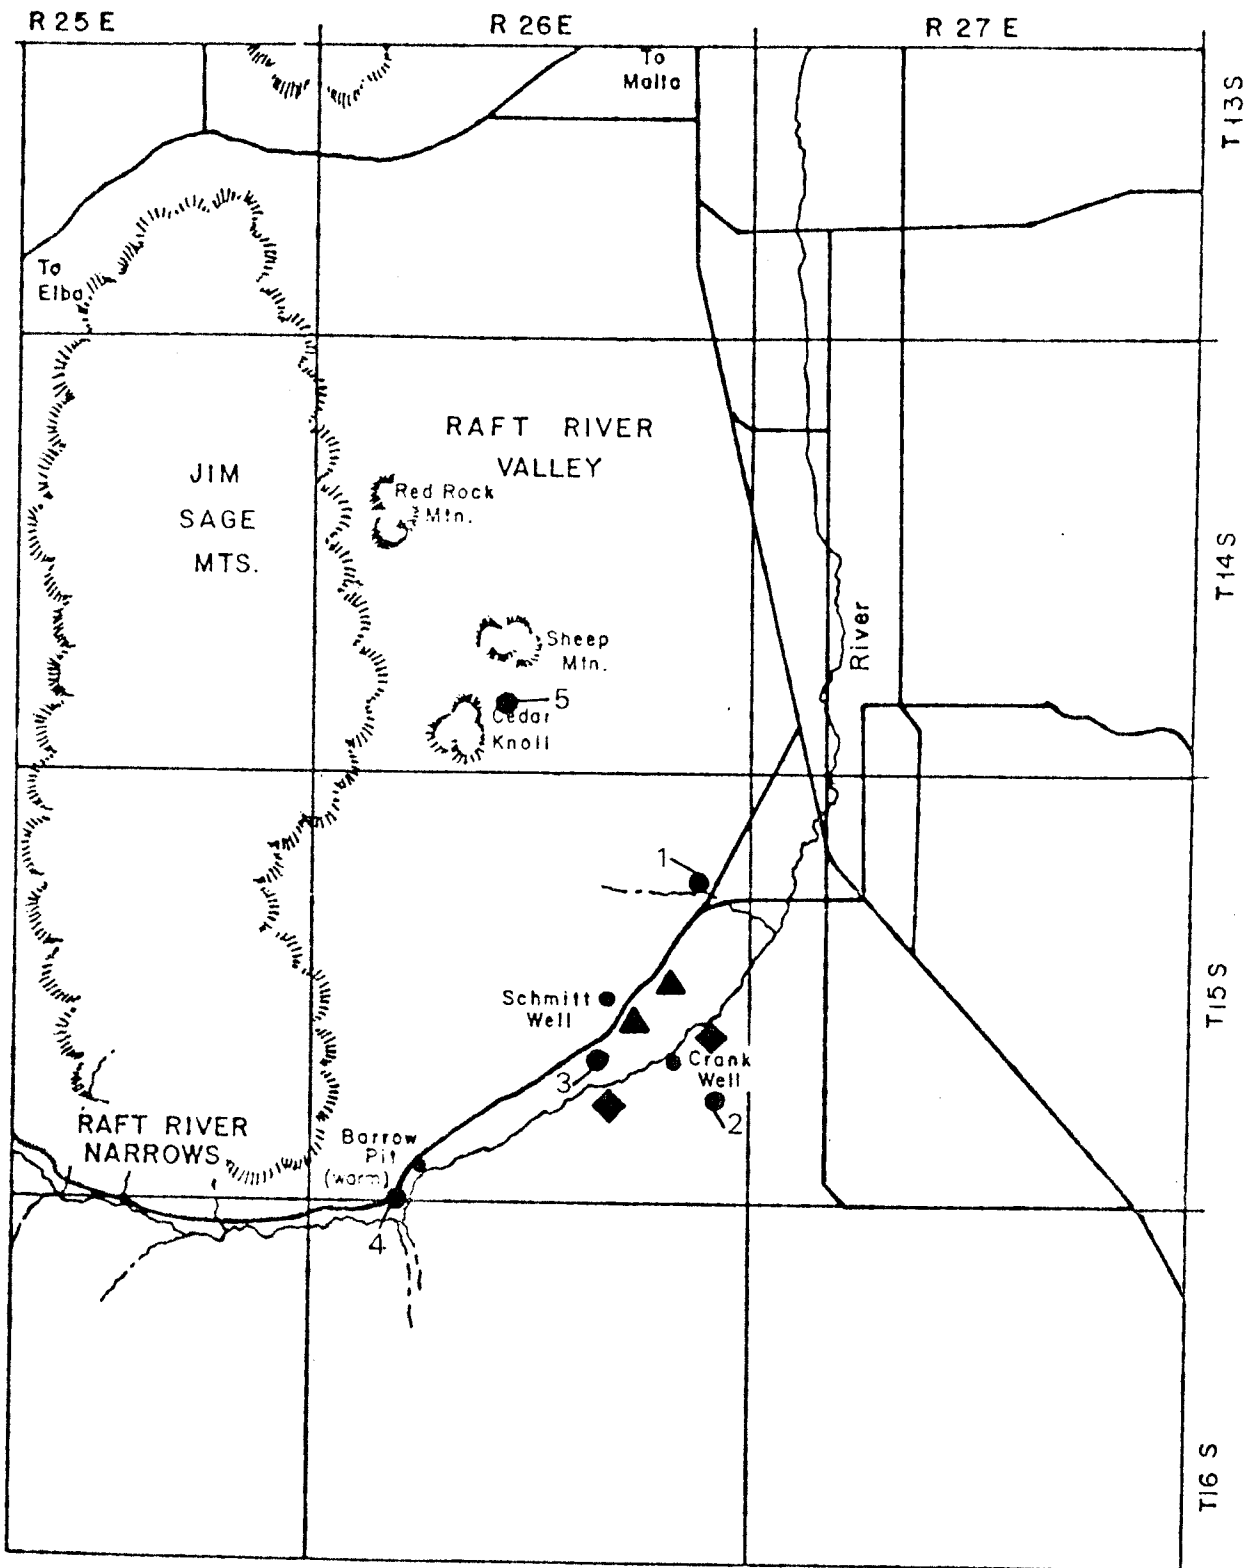 R 25 E
R 26 E
R 27 E
To
Malta
T 13 S
To
Elba
RAFT RIVER
VALLEY
JIM
SAGE
MTS.
Red Rock
Mtn.
T 14 S
River
Sheep
Mtn.
5
Cedar
Knoll
1
Schmitt
Well
T 15 S
3
Crank
Well
2
RAFT RIVER
NARROWS
Barrow
Pit
(warm)
4
T 16 S